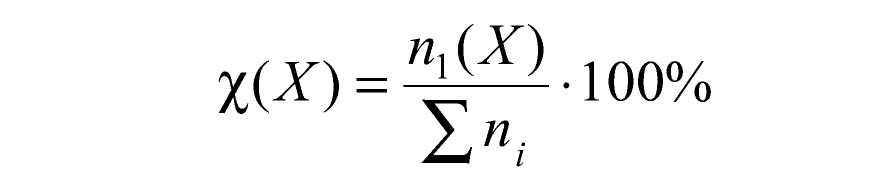 χ(X) = n₁(X) / ∑ nᵢ · 100%